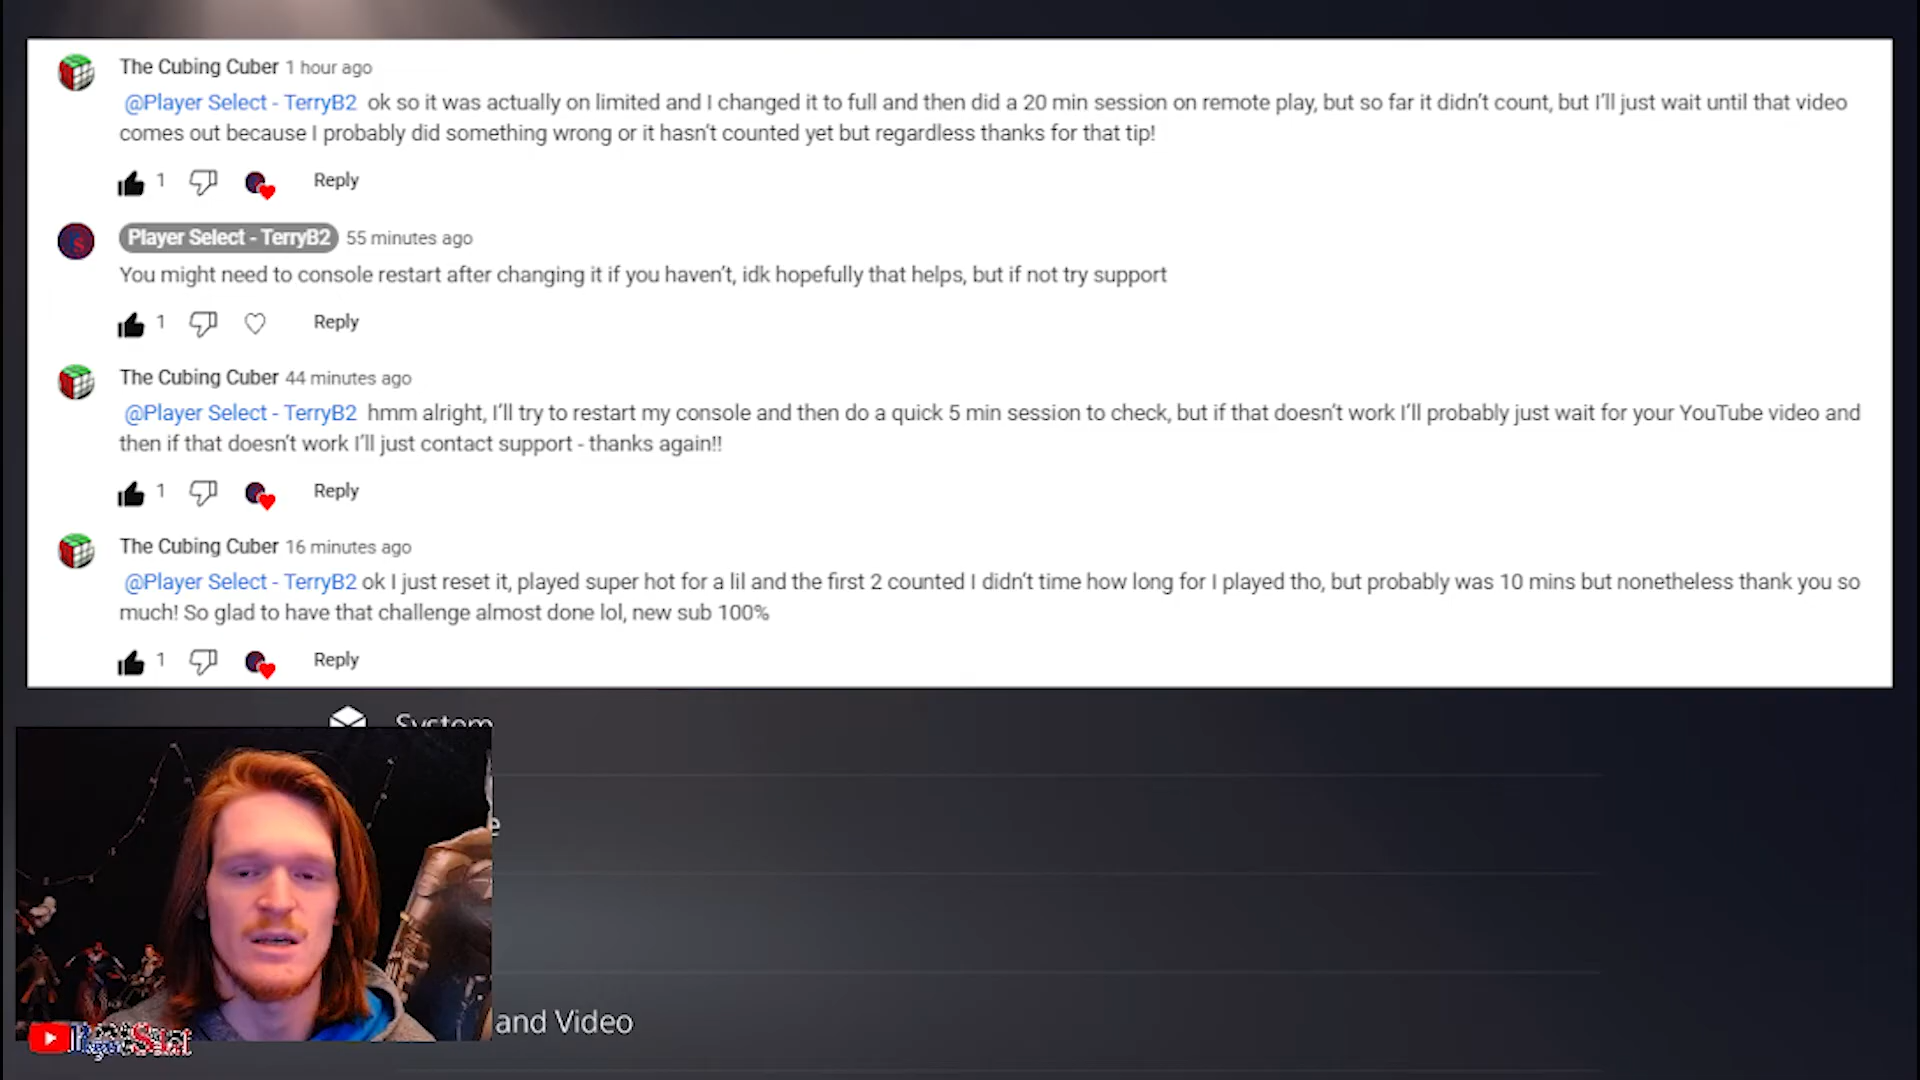 The Cubing Cuber 1 hour ago
@Player Select - TerryB2 ok so it was actually on limited and I changed it to full and then did a 20 min session on remote play, but so far it didn't count, but I'll just wait until that video
comes out because I probably did something wrong or it hasn't counted yet but regardless thanks for that tip!
1 Reply
Player Select - TerryB2 55 minutes ago
You might need to console restart after changing it if you haven't, idk hopefully that helps, but if not try support
1 Reply
The Cubing Cuber 44 minutes ago
@Player Select - TerryB2 hmm alright, I'll try to restart my console and then do a quick 5 min session to check, but if that doesn't work I'll probably just wait for your YouTube video and
then if that doesn't work I'll just contact support - thanks again!!
1 Reply
The Cubing Cuber 16 minutes ago
@Player Select - TerryB2 ok I just reset it, played super hot for a lil and the first 2 counted I didn't time how long for I played tho, but probably was 10 mins but nonetheless thank you so
much! So glad to have that challenge almost done lol, new sub 100%
1 Reply
System
and Video